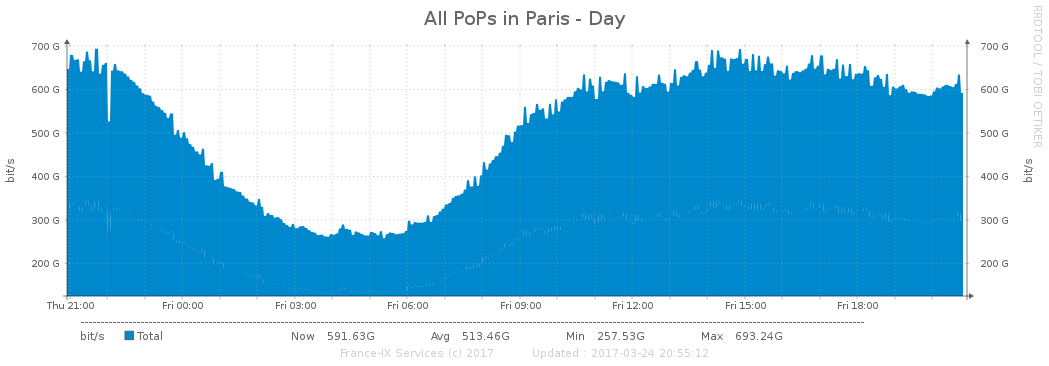 All PoPs in Paris - Day
RRDTOOL / TOBI OETIKER
bit/s
700 G
600 G
500 G
400 G
300 G
200 G
700 G
600 G
500 G
400 G
300 G
200 G
bit/s
Thu 21:00 Fri 00:00 Fri 03:00 Fri 06:00 Fri 09:00 Fri 12:00 Fri 15:00 Fri 18:00
bit/s Total Now 591.63G Avg 513.46G Min 257.53G Max 693.24G
France-IX Services (c) 2017 Updated : 2017-03-24 20:55:12